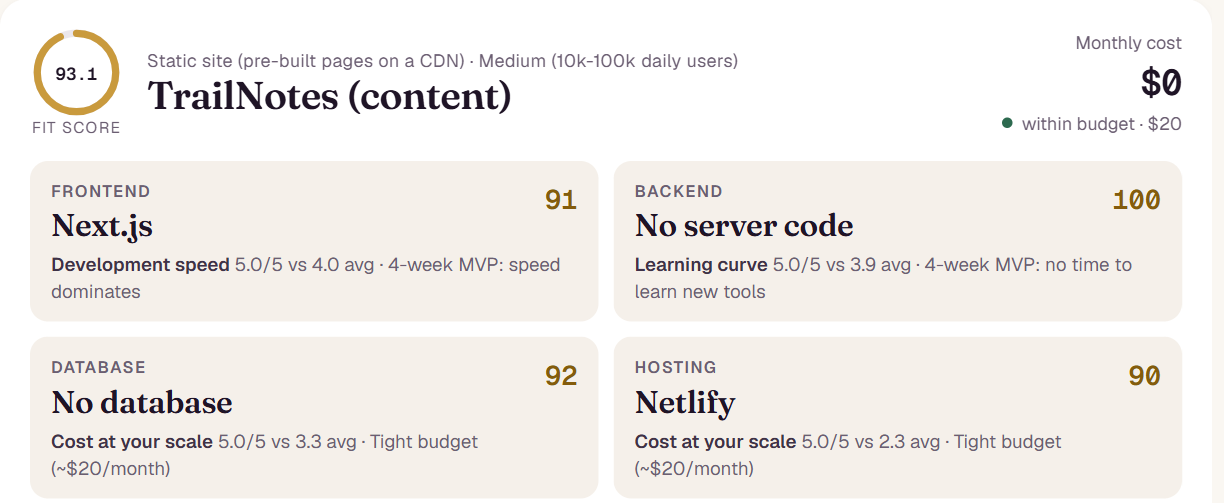 93.1
FIT SCORE
Static site (pre-built pages on a CDN) · Medium (10k-100k daily users)
TrailNotes (content)
Monthly cost
$0
within budget · $20
FRONTEND
91
Next.js
Development speed 5.0/5 vs 4.0 avg · 4-week MVP: speed
dominates
BACKEND
100
No server code
Learning curve 5.0/5 vs 3.9 avg · 4-week MVP: no time to
learn new tools
DATABASE
92
No database
Cost at your scale 5.0/5 vs 3.3 avg · Tight budget
(~$20/month)
HOSTING
90
Netlify
Cost at your scale 5.0/5 vs 2.3 avg · Tight budget
(~$20/month)